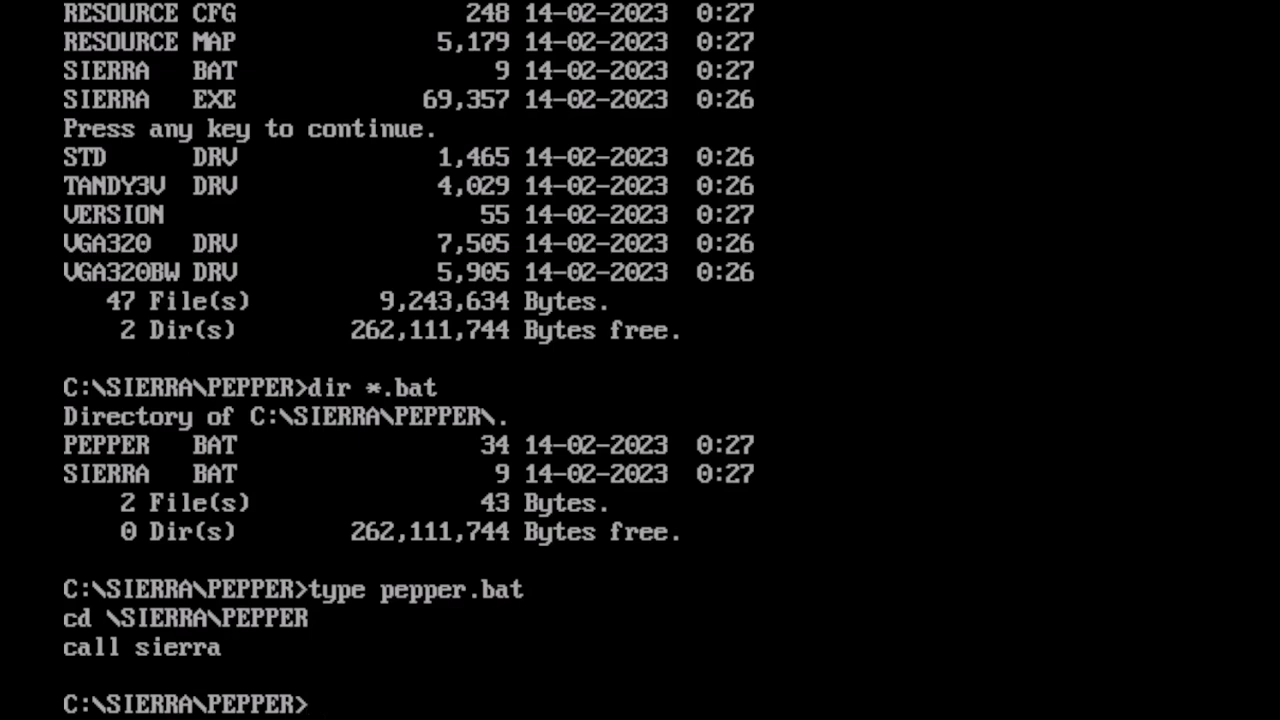 RESOURCE CFG                248 14-02-2023  0:27
RESOURCE MAP              5,179 14-02-2023  0:27
SIERRA   BAT                  9 14-02-2023  0:27
SIERRA   EXE             69,357 14-02-2023  0:26
Press any key to continue.
STD      DRV              1,465 14-02-2023  0:26
TANDY3V  DRV              4,029 14-02-2023  0:26
VERSION                      55 14-02-2023  0:27
VGA320   DRV              7,505 14-02-2023  0:26
VGA320BW DRV              5,905 14-02-2023  0:26
   47 File(s)         9,243,634 Bytes.
    2 Dir(s)        262,111,744 Bytes free.
C:\SIERRA\PEPPER>dir *.bat
Directory of C:\SIERRA\PEPPER\.
PEPPER   BAT                 34 14-02-2023  0:27
SIERRA   BAT                  9 14-02-2023  0:27
    2 File(s)                43 Bytes.
    0 Dir(s)        262,111,744 Bytes free.
C:\SIERRA\PEPPER>type pepper.bat
cd \SIERRA\PEPPER
call sierra
C:\SIERRA\PEPPER>